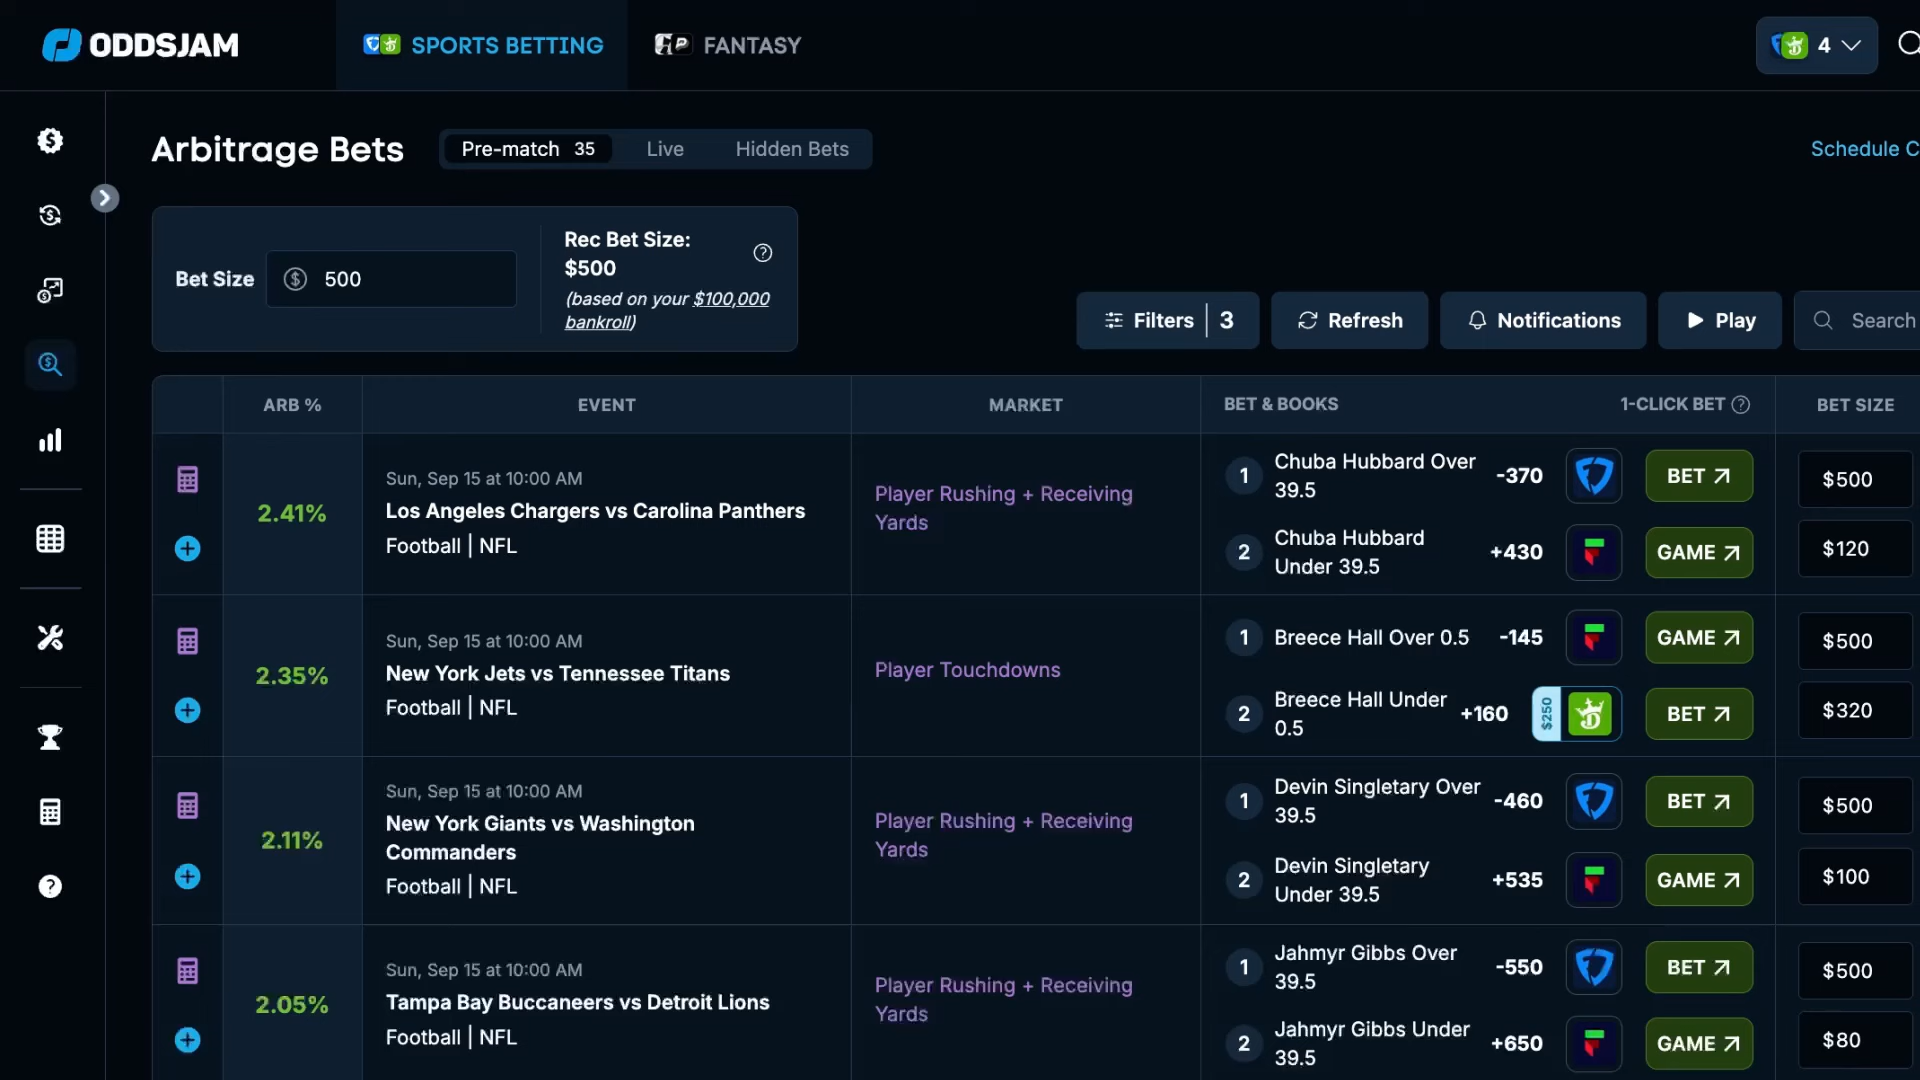 ODDSJAM
SPORTS BETTING
FANTASY
4
Arbitrage Bets
Pre-match 35
Live
Hidden Bets
Schedule C
Bet Size
500
Rec Bet Size:
$500
(based on your $100,000
bankroll)
Filters 3
Refresh
Notifications
Play
Search
ARB %
EVENT
MARKET
BET & BOOKS
1-CLICK BET
BET SIZE
2.41%
Sun, Sep 15 at 10:00 AM
Los Angeles Chargers vs Carolina Panthers
Football | NFL
Player Rushing + Receiving
Yards
1
Chuba Hubbard Over
39.5
-370
BET
$500
2
Chuba Hubbard
Under 39.5
+430
GAME
$120
2.35%
Sun, Sep 15 at 10:00 AM
New York Jets vs Tennessee Titans
Football | NFL
Player Touchdowns
1
Breece Hall Over 0.5
-145
GAME
$500
2
Breece Hall Under
0.5
+160
$250
BET
$320
2.11%
Sun, Sep 15 at 10:00 AM
New York Giants vs Washington
Commanders
Football | NFL
Player Rushing + Receiving
Yards
1
Devin Singletary Over
39.5
-460
BET
$500
2
Devin Singletary
Under 39.5
+535
GAME
$100
2.05%
Sun, Sep 15 at 10:00 AM
Tampa Bay Buccaneers vs Detroit Lions
Football | NFL
Player Rushing + Receiving
Yards
1
Jahmyr Gibbs Over
39.5
-550
BET
$500
2
Jahmyr Gibbs Under
39.5
+650
GAME
$80